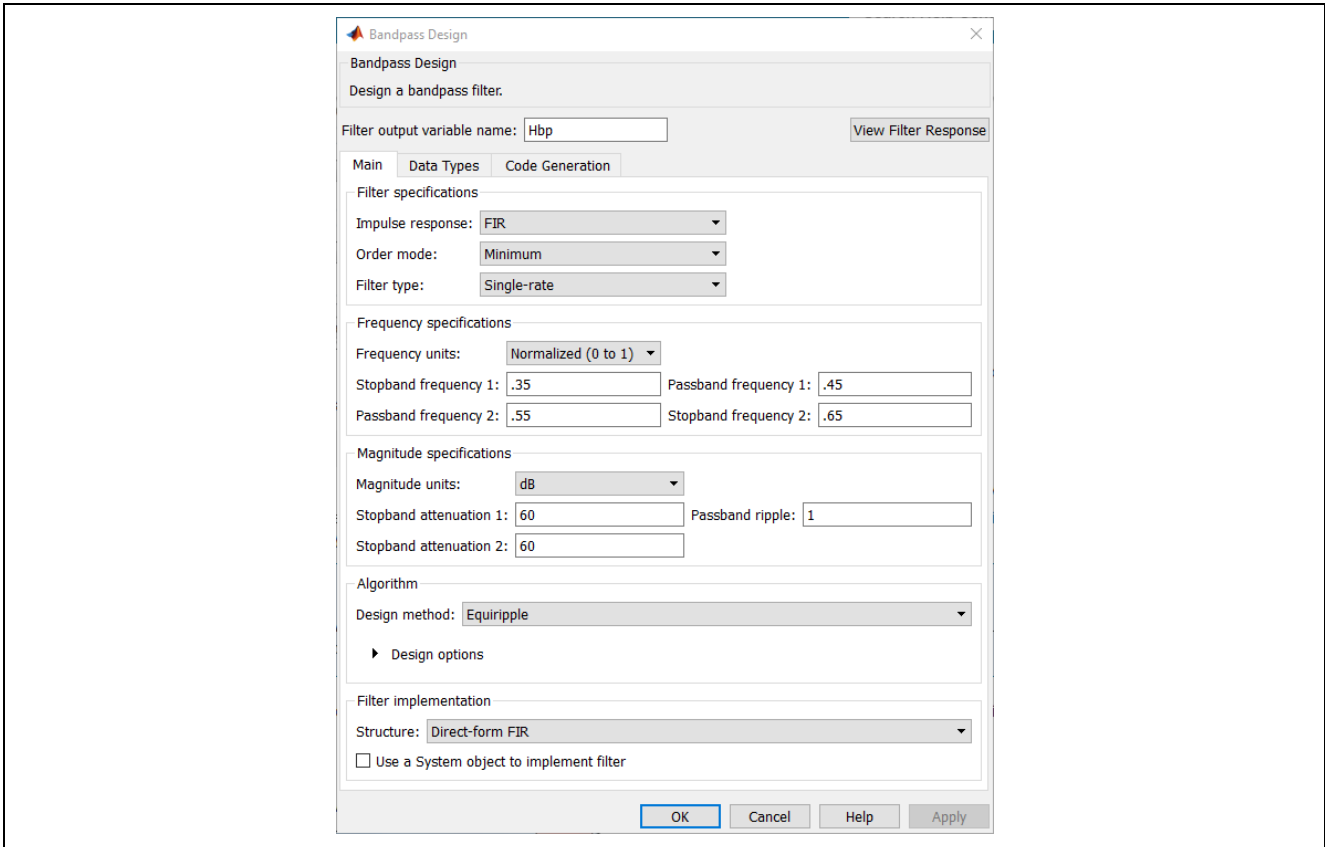 Bandpass Design
Bandpass Design
Design a bandpass filter.
Filter output variable name: Hbp View Filter Response
Main Data Types Code Generation
Filter specifications
Impulse response: FIR
Order mode: Minimum
Filter type: Single-rate
Frequency specifications
Frequency units: Normalized (0 to 1)
Stopband frequency 1: .35 Passband frequency 1: .45
Passband frequency 2: .55 Stopband frequency 2: .65
Magnitude specifications
Magnitude units: dB
Stopband attenuation 1: 60 Passband ripple: 1
Stopband attenuation 2: 60
Algorithm
Design method: Equiripple
Design options
Filter implementation
Structure: Direct-form FIR
Use a System object to implement filter
OK Cancel Help Apply